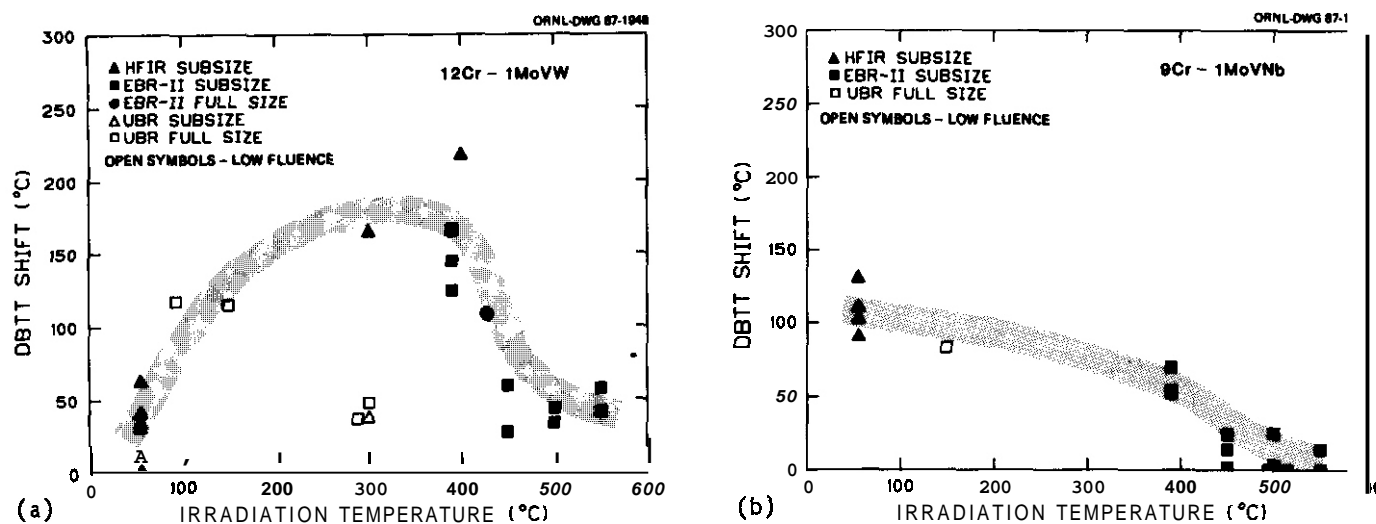 ORNL-DWG 87-1948
300
250
200
150
100
50
0
DBTT SHIFT (°C)
▲ HFIR SUBSIZE
■ EBR-II SUBSIZE
● EBR-II FULL SIZE
△ UBR SUBSIZE
□ UBR FULL SIZE
OPEN SYMBOLS - LOW FLUENCE
12Cr - 1MoVW
A
0 100 200 300 400 500 600
(a) IRRADIATION TEMPERATURE (°C)
ORNL-DWG 87-1
300
250
200
150
100
50
0
DBTT SHIFT (°C)
▲ HFIR SUBSIZE
■ EBR-II SUBSIZE
□ UBR FULL SIZE
OPEN SYMBOLS - LOW FLUENCE
9Cr - 1MoVNb
0 100 200 300 400 500
(b) IRRADIATION TEMPERATURE (°C)